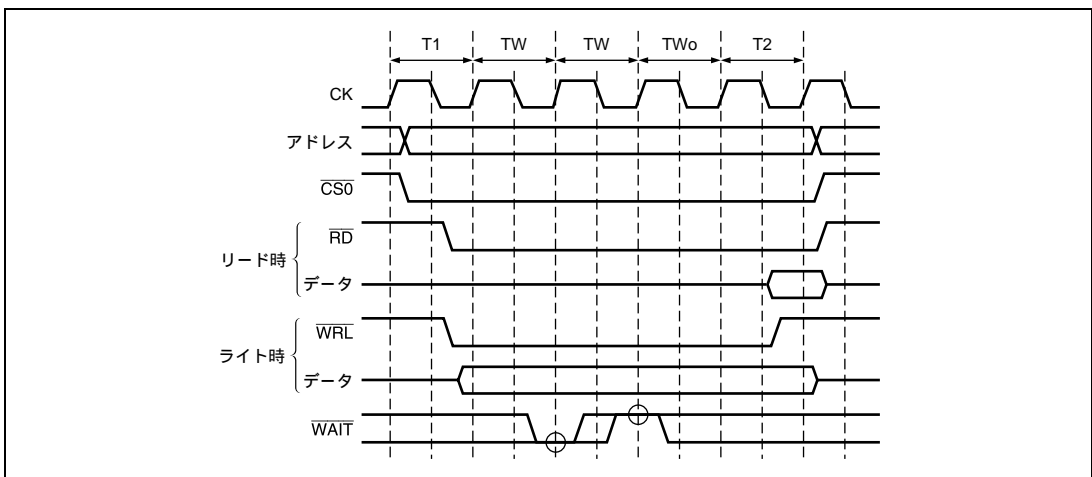 T1 TW TW TWo T2
CK
アドレス
CS0
RD
リード時
データ
WRL
ライト時
データ
WAIT